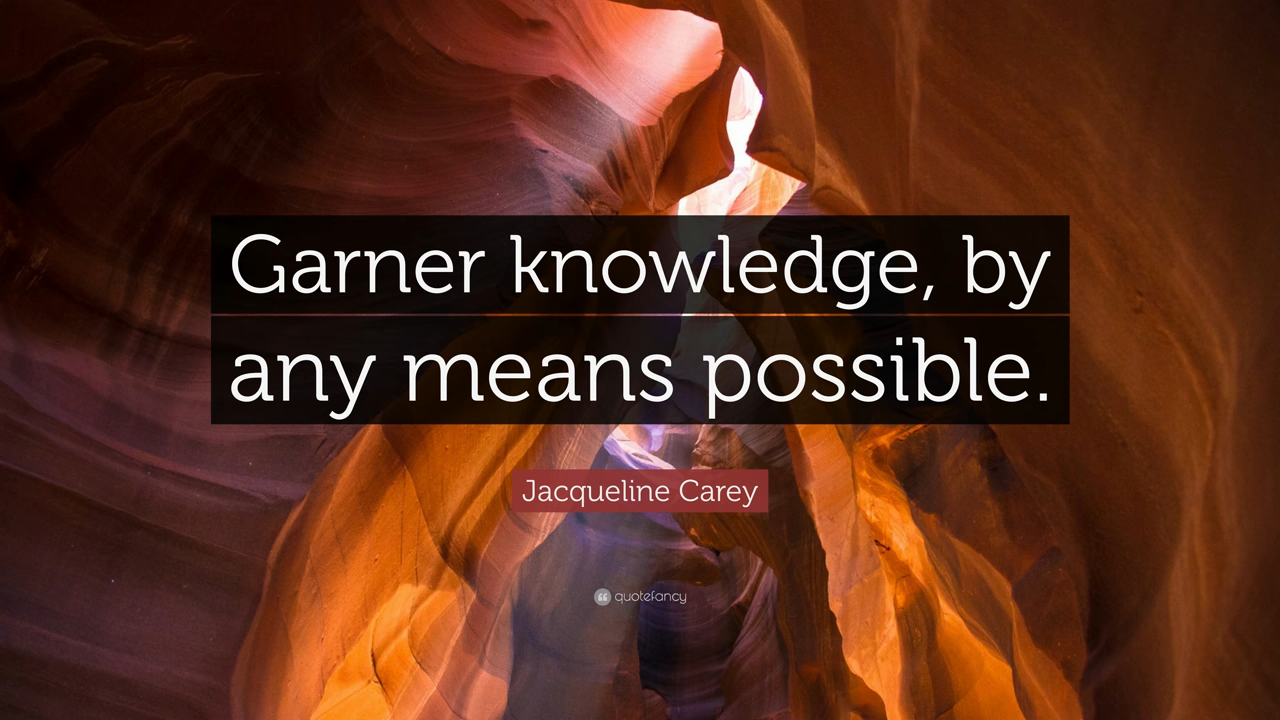 Garner knowledge, by
any means possible.
Jacqueline Carey
quotefancy